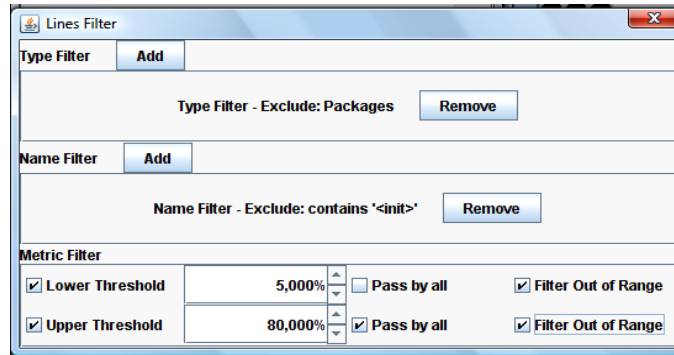 Lines Filter
Type Filter Add
Type Filter - Exclude: Packages Remove
Name Filter Add
Name Filter - Exclude: contains '<init>' Remove
Metric Filter
Lower Threshold 5,000% Pass by all Filter Out of Range
Upper Threshold 80,000% Pass by all Filter Out of Range